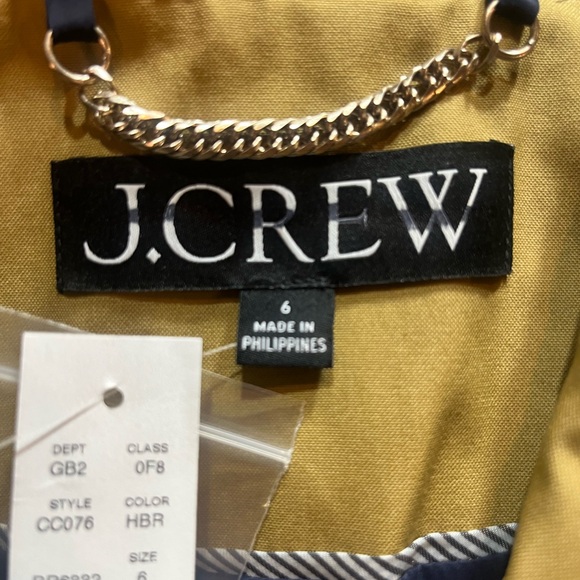 J.CREW
6
MADE IN
PHILIPPINES
DEPT CLASS
GB2 0F8
STYLE COLOR
CC076 HBR
SIZE
6